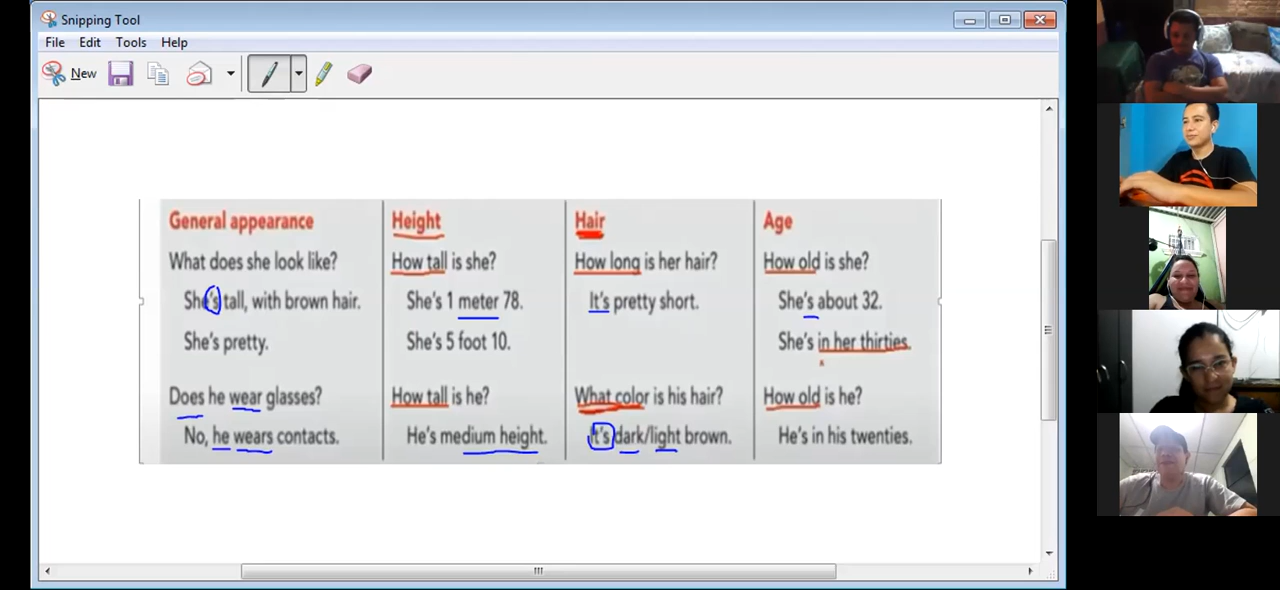 Snipping Tool
File Edit Tools Help
New
General appearance
What does she look like?
She's tall, with brown hair.
She's pretty.
Does he wear glasses?
No, he wears contacts.
Height
How tall is she?
She's 1 meter 78.
She's 5 foot 10.
How tall is he?
He's medium height.
Hair
How long is her hair?
It's pretty short.
What color is his hair?
It's dark/light brown.
Age
How old is she?
She's about 32.
She's in her thirties.
How old is he?
He's in his twenties.